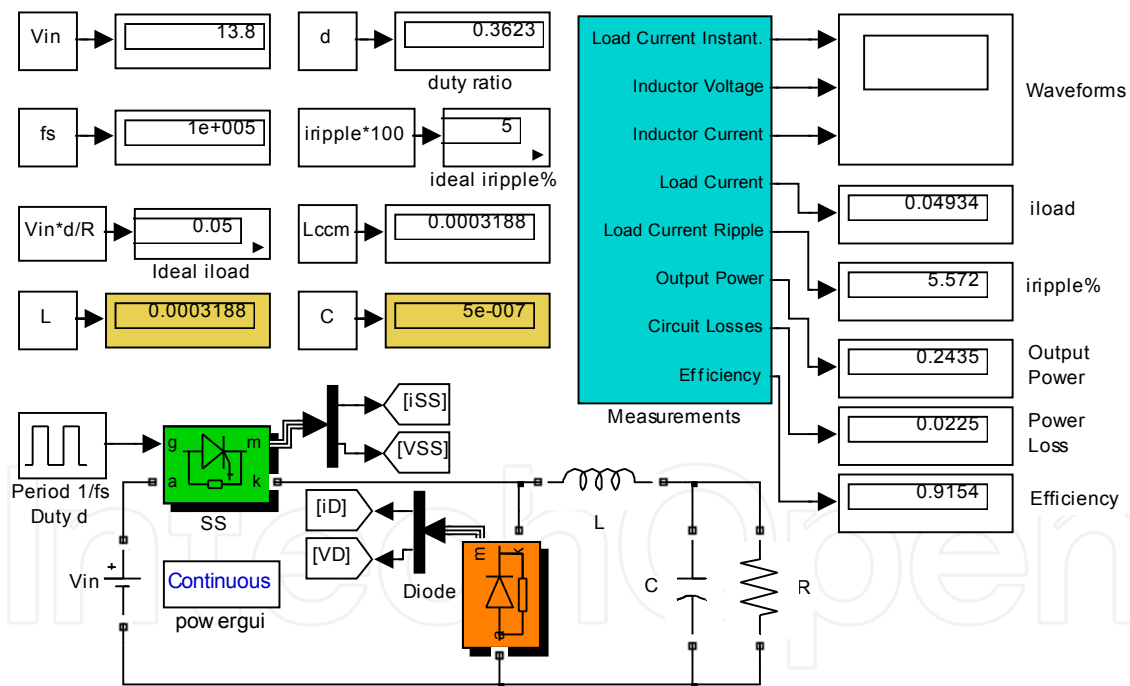 Vin
13.8
d
0.3623
duty ratio
fs
1e+005
iripple*100
5
ideal iripple%
Vin*d/R
0.05
Ideal iload
Lccm
0.0003188
L
0.0003188
C
5e-007
Load Current Instant.
Inductor Voltage
Inductor Current
Load Current
Load Current Ripple
Output Power
Circuit Losses
Efficiency
Measurements
Waveforms
0.04934
iload
5.572
iripple%
0.2435
Output
Power
0.0225
Power
Loss
0.9154
Efficiency
Period 1/fs
Duty d
g
m
a
k
SS
[iSS]
[VSS]
[iD]
[VD]
Diode
m
k
a
L
Vin
+
Continuous
pow ergui
C
R
IntechOpen